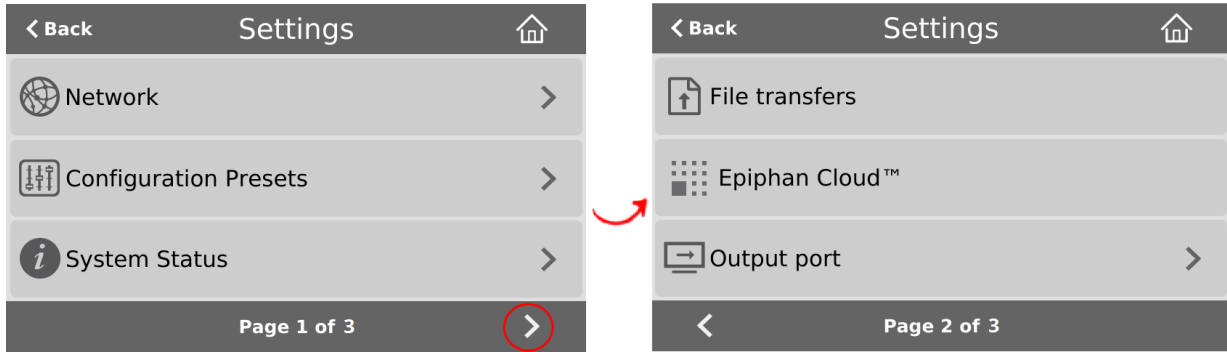 Back
Settings
Network
Configuration Presets
System Status
Page 1 of 3
Back
Settings
File transfers
Epiphan Cloud™
Output port
Page 2 of 3